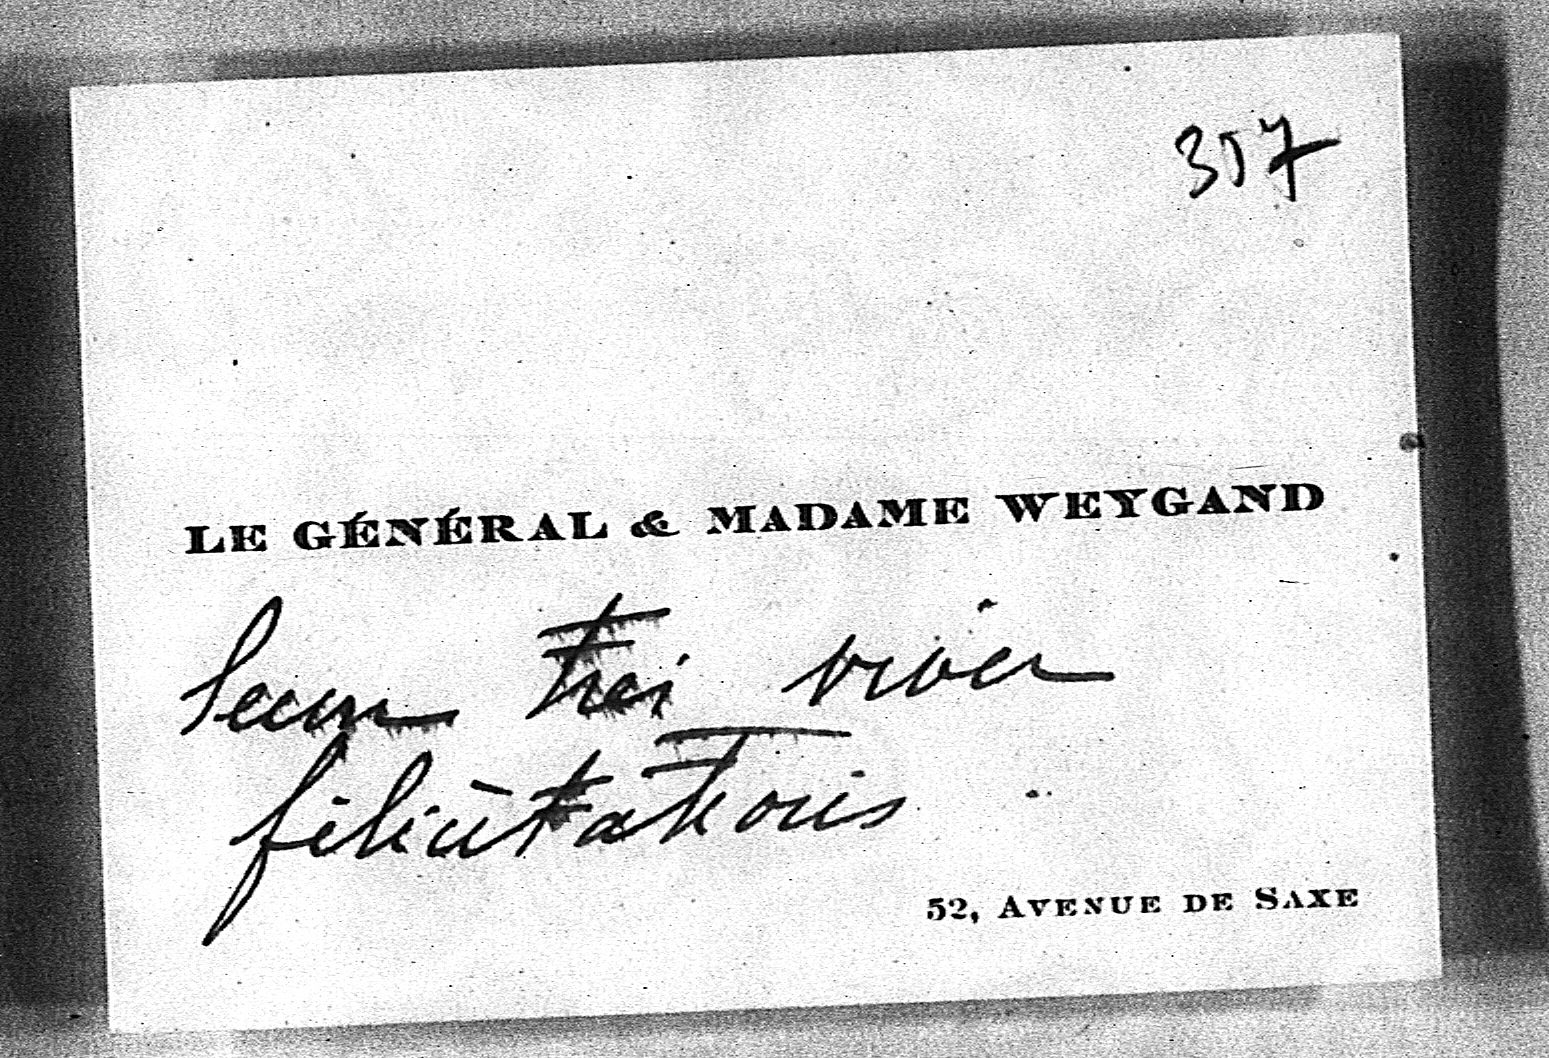 307
LE GÉNÉRAL & MADAME WEYGAND
leurs très vives
félicitations
52, AVENUE DE SAXE